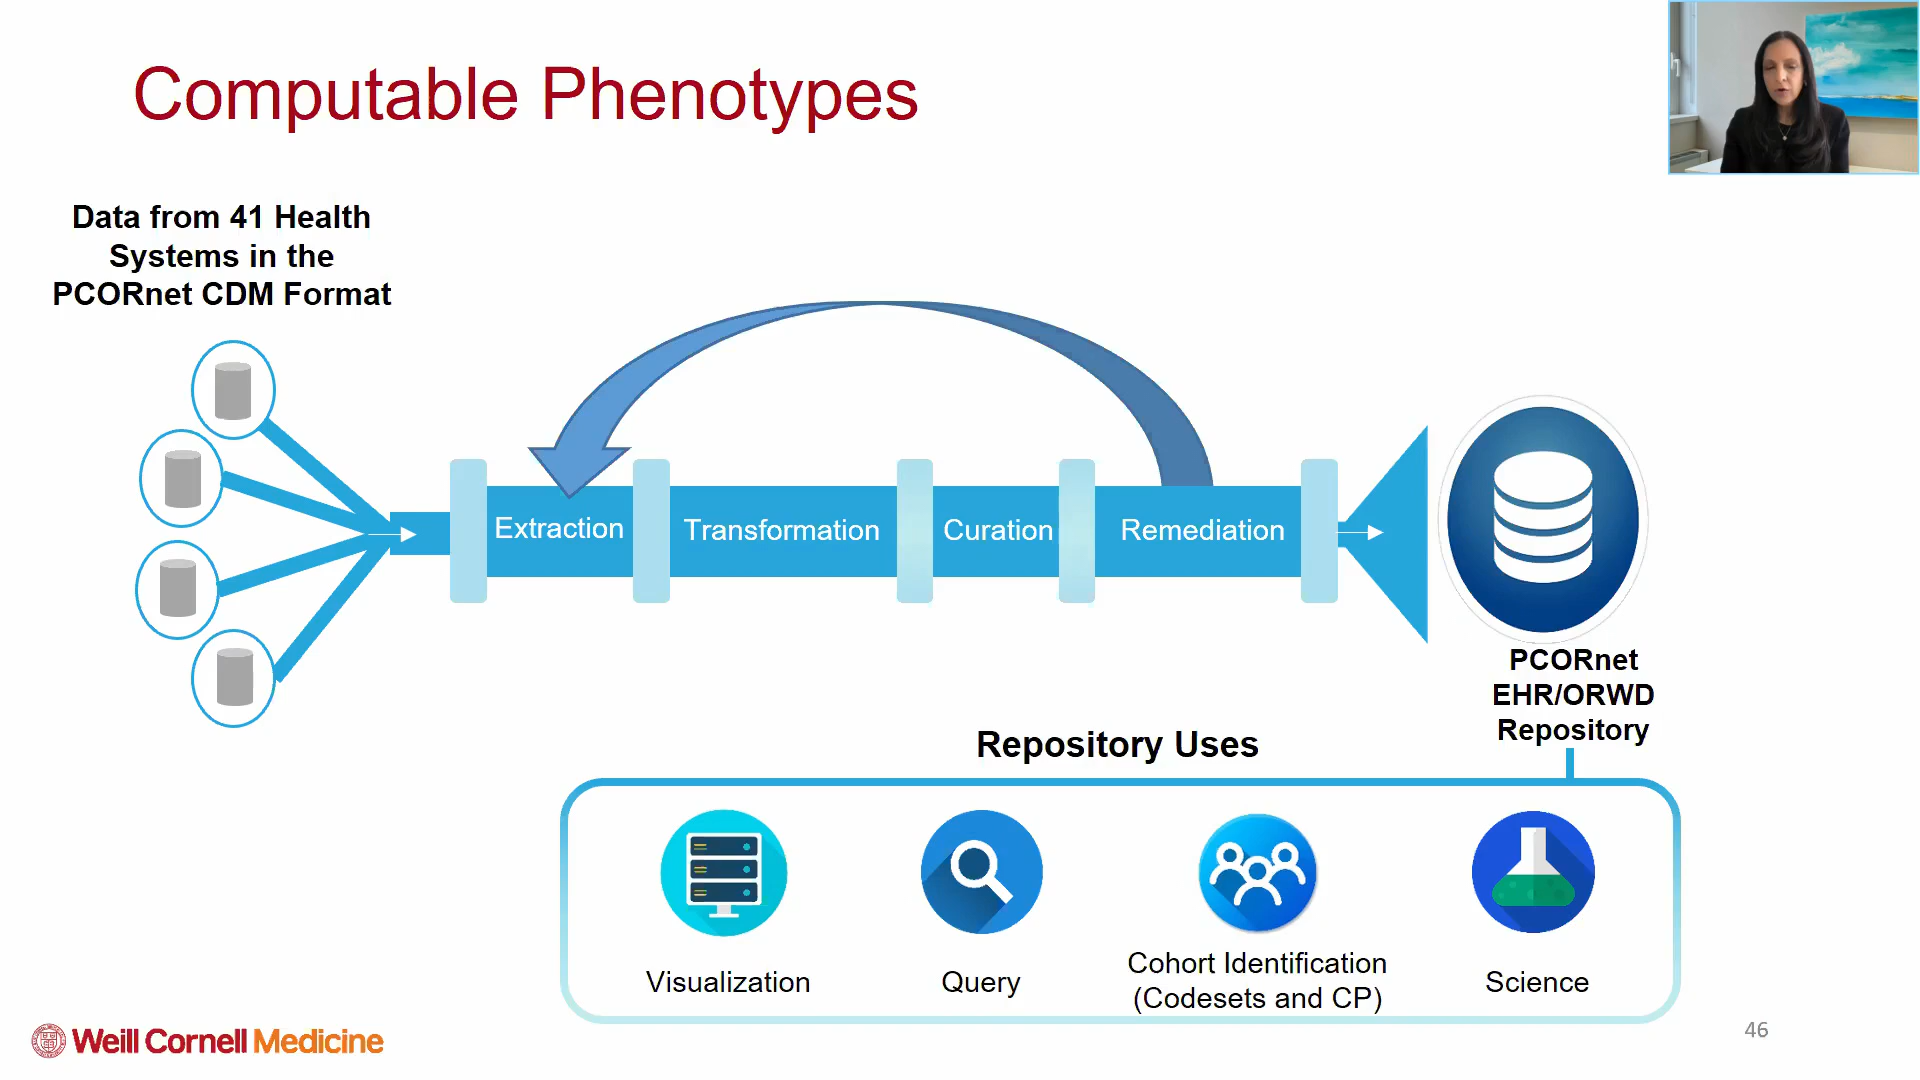 Computable Phenotypes
Data from 41 Health
Systems in the
PCORnet CDM Format
Extraction
Transformation
Curation
Remediation
PCORnet
EHR/ORWD
Repository
Repository Uses
Visualization
Query
Cohort Identification
(Codesets and CP)
Science
Weill Cornell Medicine
46